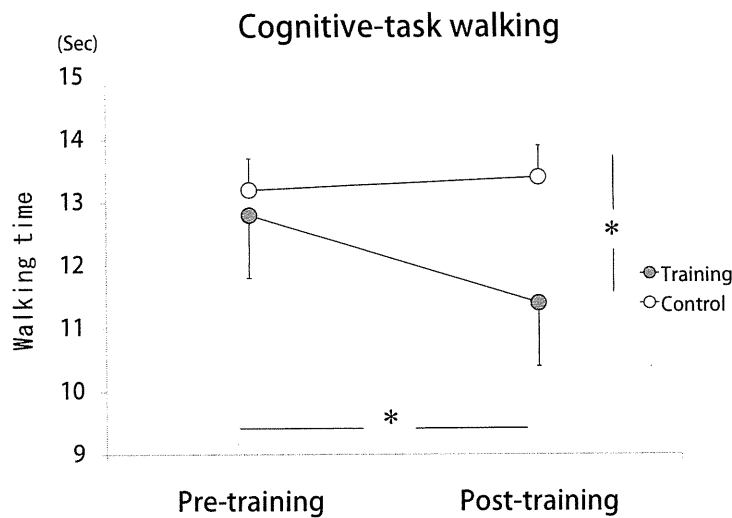 Cognitive-task walking
(Sec)
15
14
13
12
11
10
9
Walking time
*
Training
Control
*
Pre-training
Post-training